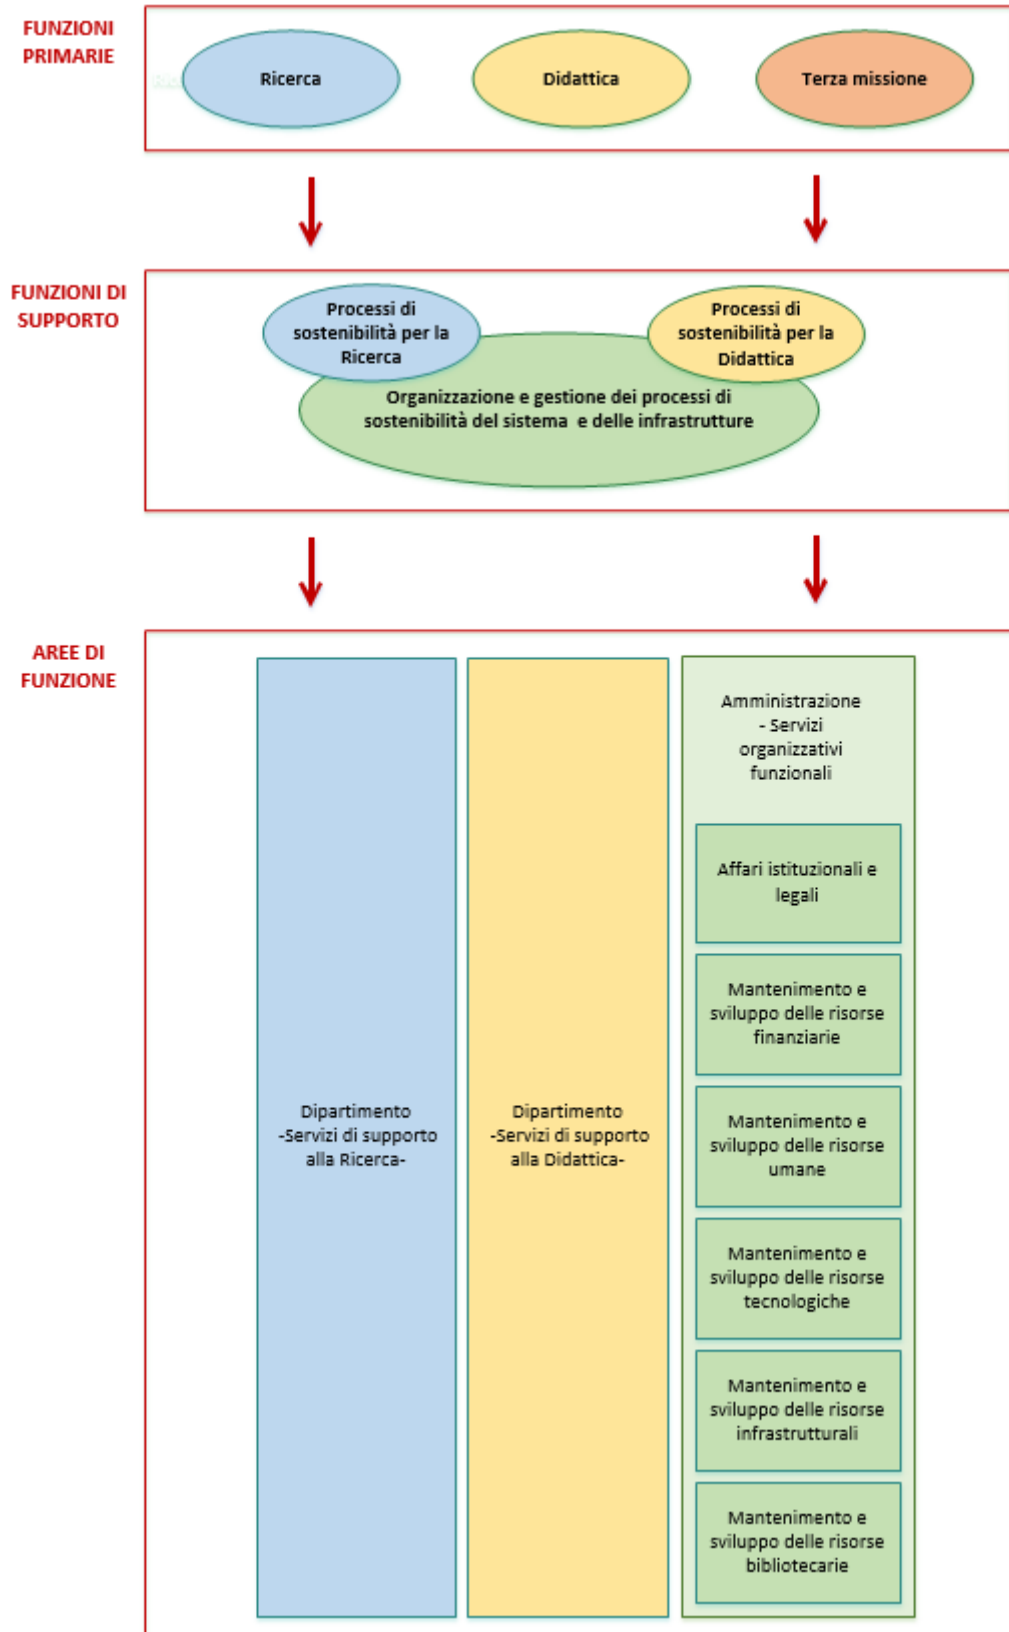 FUNZIONI
PRIMARIE
Ricerca
Didattica
Terza missione
FUNZIONI DI
SUPPORTO
Processi di
sostenibilità per la
Ricerca
Processi di
sostenibilità per la
Didattica
Organizzazione e gestione dei processi di
sostenibilità del sistema e delle infrastrutture
AREE DI
FUNZIONE
Dipartimento
-Servizi di supporto
alla Ricerca-
Dipartimento
-Servizi di supporto
alla Didattica-
Amministrazione
- Servizi
organizzativi
funzionali
Affari istituzionali e
legali
Mantenimento e
sviluppo delle risorse
finanziarie
Mantenimento e
sviluppo delle risorse
umane
Mantenimento e
sviluppo delle risorse
tecnologiche
Mantenimento e
sviluppo delle risorse
infrastrutturali
Mantenimento e
sviluppo delle risorse
bibliotecarie